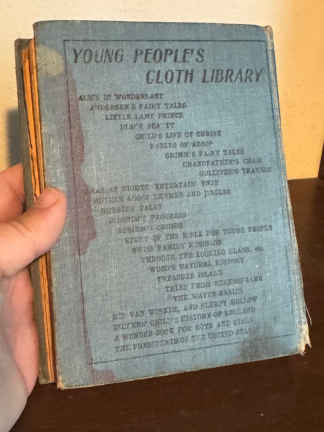 YOUNG PEOPLE'S
CLOTH LIBRARY
ALICE IN WONDERLAND
ANDERSEN'S FAIRY TALES
LITTLE LAME PRINCE
BLACK BEAUTY
CHILD'S LIFE OF CHRIST
FABLES OF AESOP
GRIMM'S FAIRY TALES
GRANDFATHER'S CHAIR
GULLIVER'S TRAVELS
ARABIAN NIGHTS ENTERTAINMENT
MOTHER GOOSE RHYMES AND JINGLES
NURSERY TALES
PILGRIM'S PROGRESS
ROBINSON CRUSOE
STORY OF THE BIBLE FOR YOUNG PEOPLE
SWISS FAMILY ROBINSON
THROUGH THE LOOKING GLASS,
WOOD'S NATURAL HISTORY
TREASURE ISLAND
TALES FROM SHAKESPEARE
THE WATER BABIES
RIP VAN WINKLE, AND SLEEPY HOLLOW
DICKENS' CHILD'S HISTORY OF ENGLAND
A WONDER BOOK FOR BOYS AND GIRLS
THE PRESIDENTS OF THE UNITED STATES